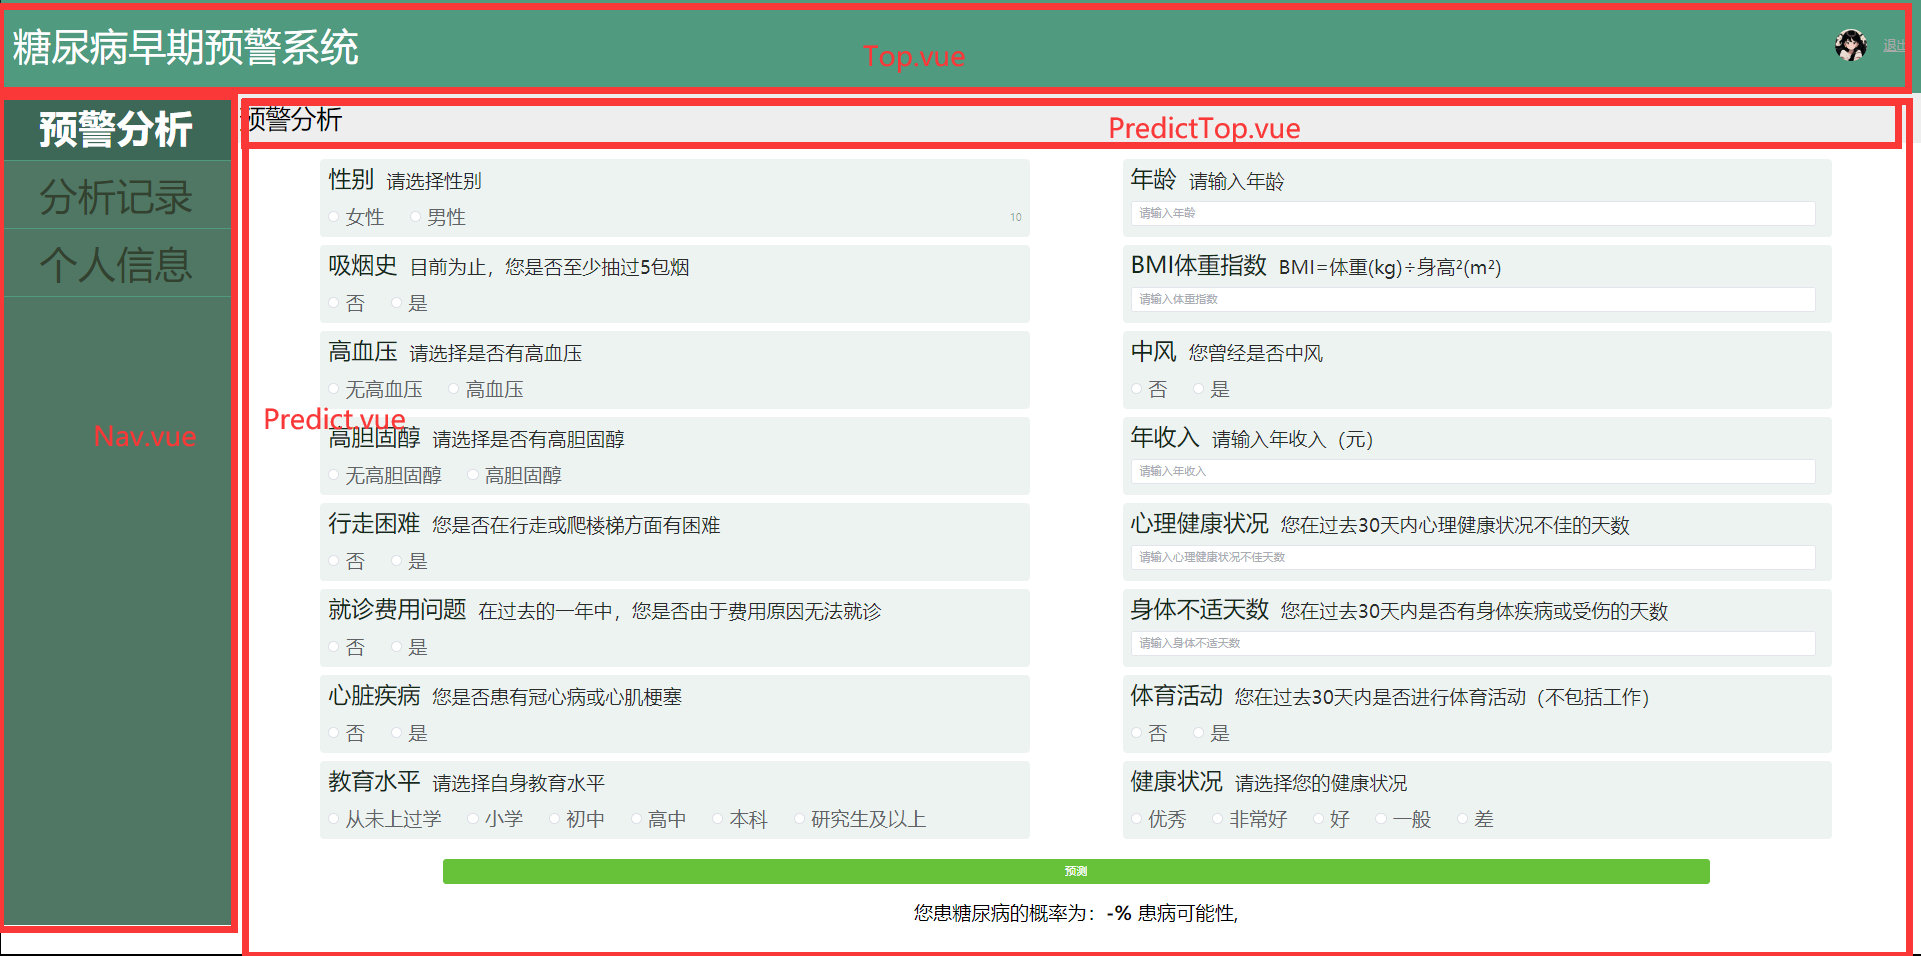 糖尿病早期预警系统
Top.vue
退出
预警分析
分析记录
个人信息
Nav.vue
预警分析
PredictTop.vue
Predict.vue
性别 请选择性别
女性 男性
10
年龄 请输入年龄
请输入年龄
吸烟史 目前为止，您是否至少抽过5包烟
否 是
BMI体重指数 BMI=体重(kg)÷身高²(m²)
请输入体重指数
高血压 请选择是否有高血压
无高血压 高血压
中风 您曾经是否中风
否 是
高胆固醇 请选择是否有高胆固醇
无高胆固醇 高胆固醇
年收入 请输入年收入（元）
请输入年收入
行走困难 您是否在行走或爬楼梯方面有困难
否 是
心理健康状况 您在过去30天内心理健康状况不佳的天数
请输入心理健康状况不佳天数
就诊费用问题 在过去的一年中，您是否由于费用原因无法就诊
否 是
身体不适天数 您在过去30天内是否有身体疾病或受伤的天数
请输入身体不适天数
心脏疾病 您是否患有冠心病或心肌梗塞
否 是
体育活动 您在过去30天内是否进行体育活动（不包括工作）
否 是
教育水平 请选择自身教育水平
从未上过学 小学 初中 高中 本科 研究生及以上
健康状况 请选择您的健康状况
优秀 非常好 好 一般 差
预测
您患糖尿病的概率为：-% 患病可能性,